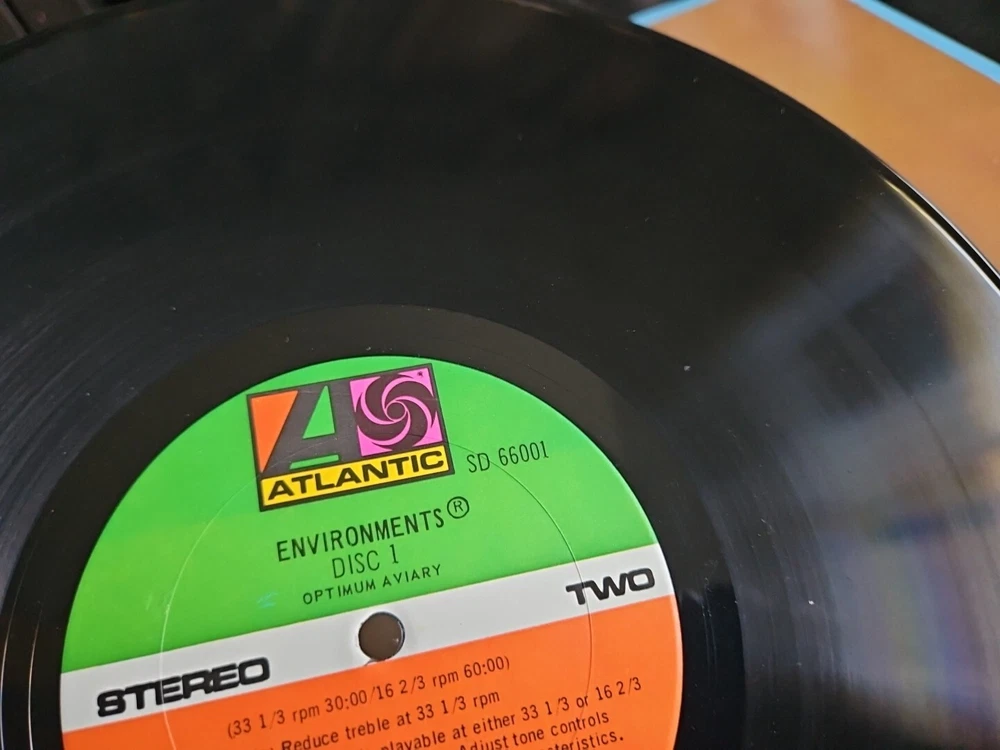 ATLANTIC
SD 66001
ENVIRONMENTS®
DISC 1
OPTIMUM AVIARY
STEREO
TWO
(33 1/3 rpm 30:00/16 2/3 rpm 60:00)
Reduce treble at 33 1/3 rpm
playable at either 33 1/3 or 16 2/3
Adjust tone controls